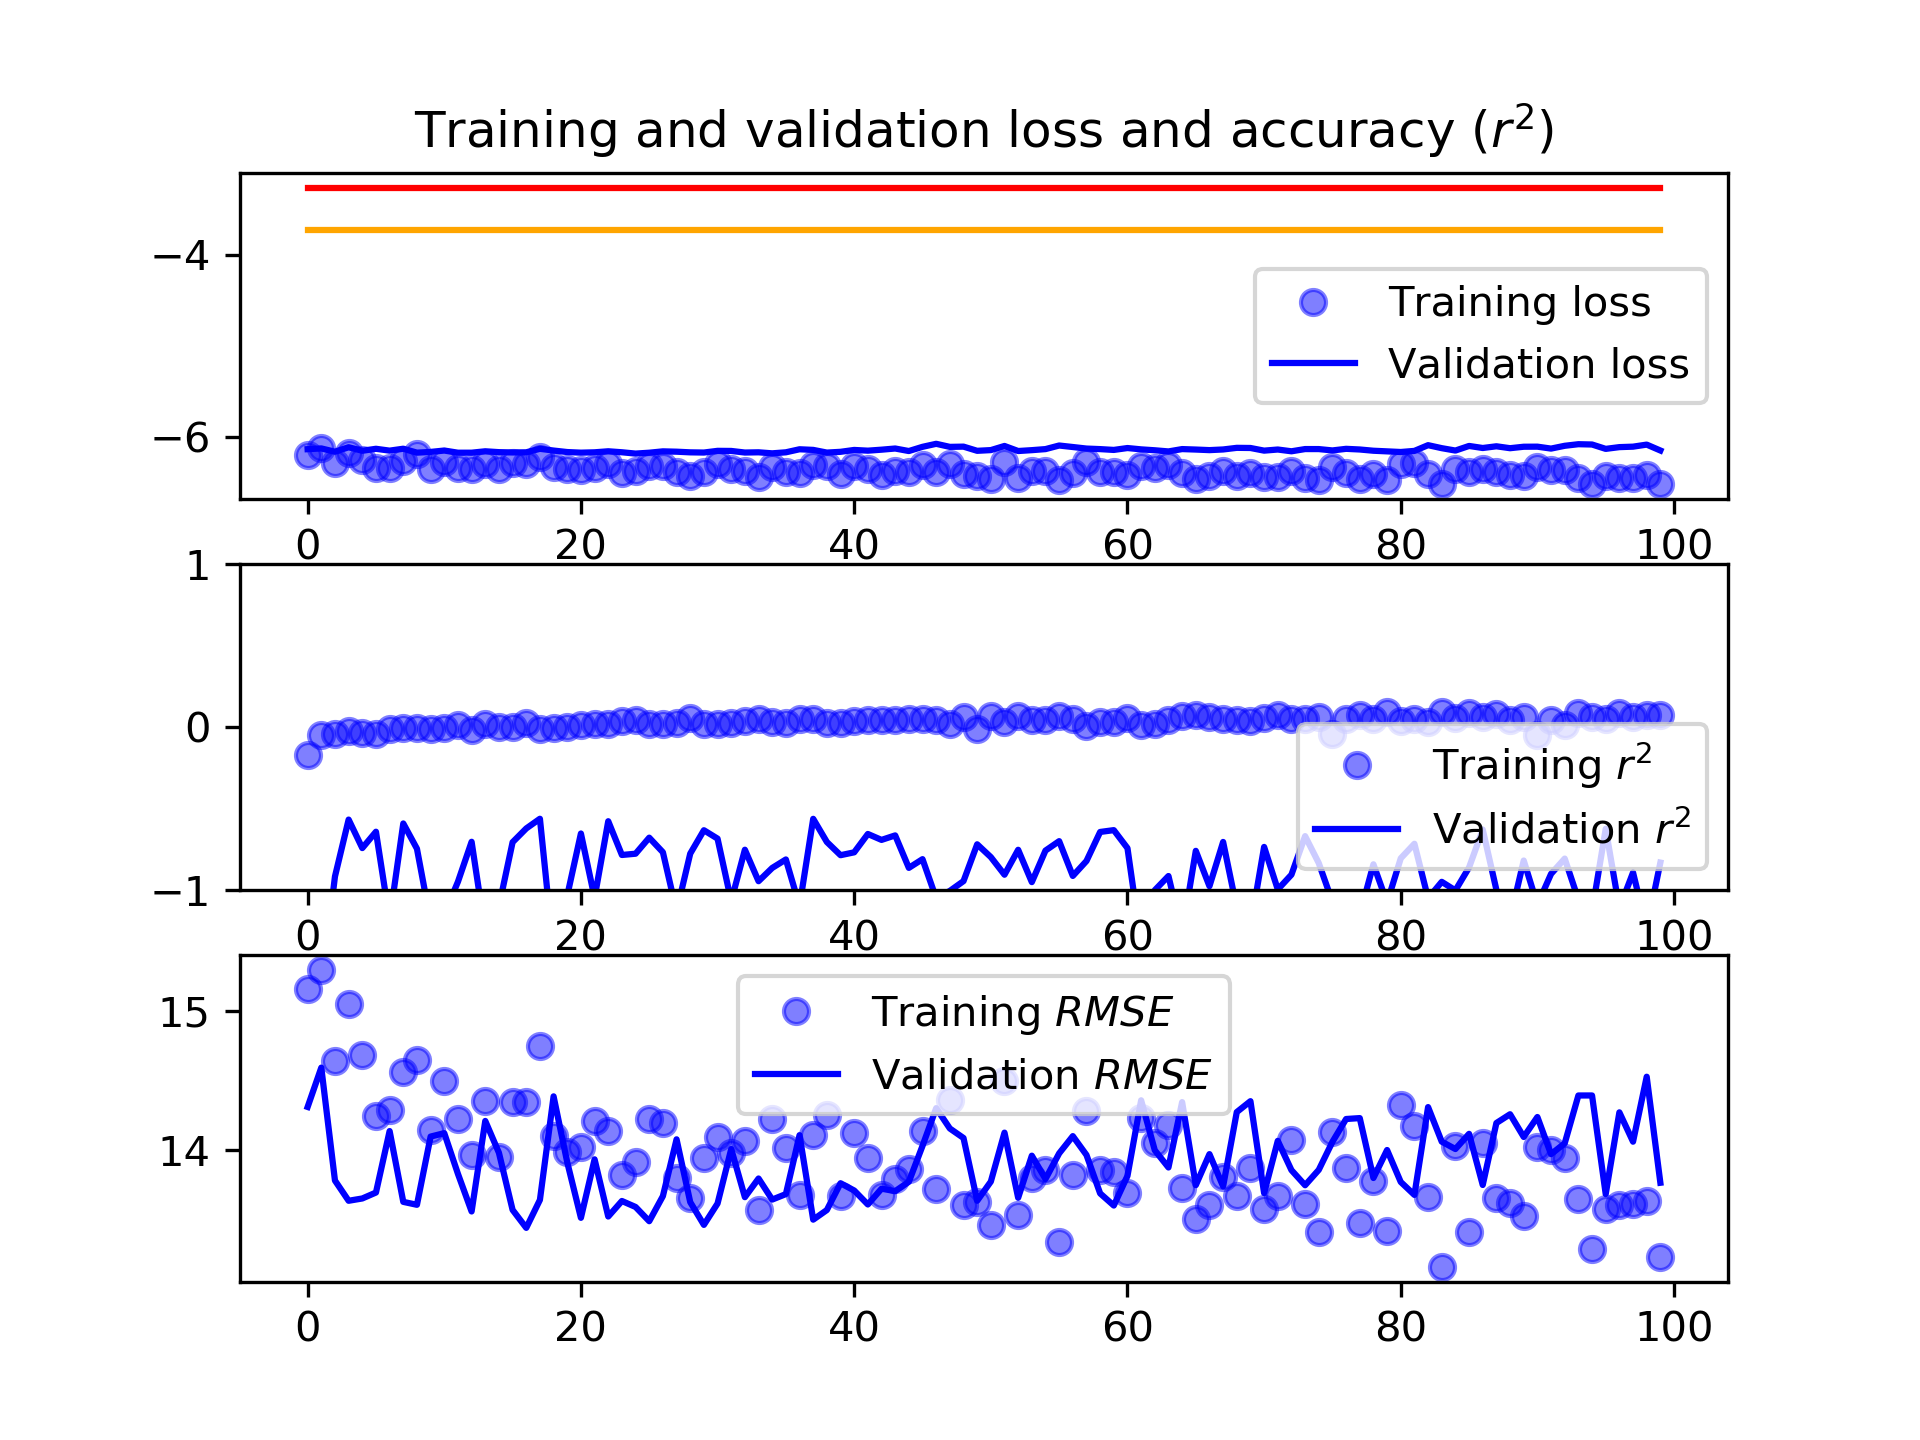 Training and validation loss and accuracy (r²)
−4
−6
Training loss
Validation loss
0 20 40 60 80 100
1
0
−1
Training r²
Validation r²
0 20 40 60 80 100
15
14
Training RMSE
Validation RMSE
0 20 40 60 80 100